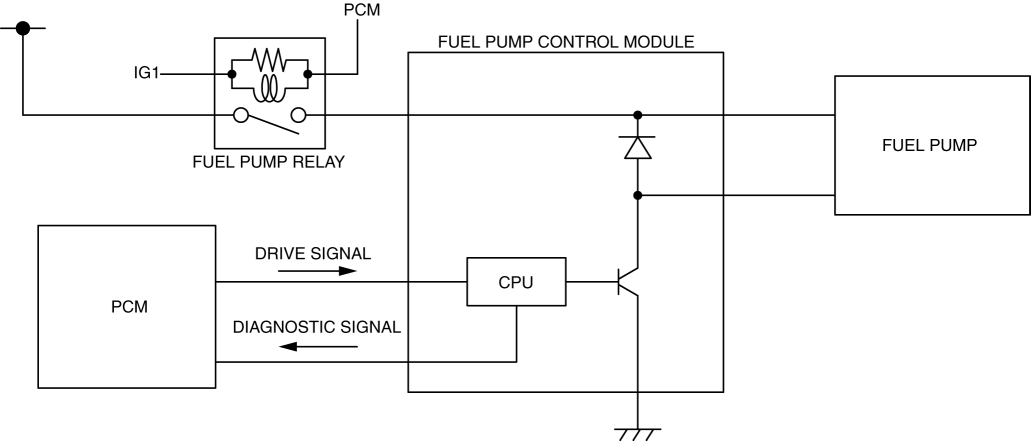 PCM
FUEL PUMP CONTROL MODULE
IG1
FUEL PUMP RELAY
FUEL PUMP
DRIVE SIGNAL
CPU
PCM
DIAGNOSTIC SIGNAL